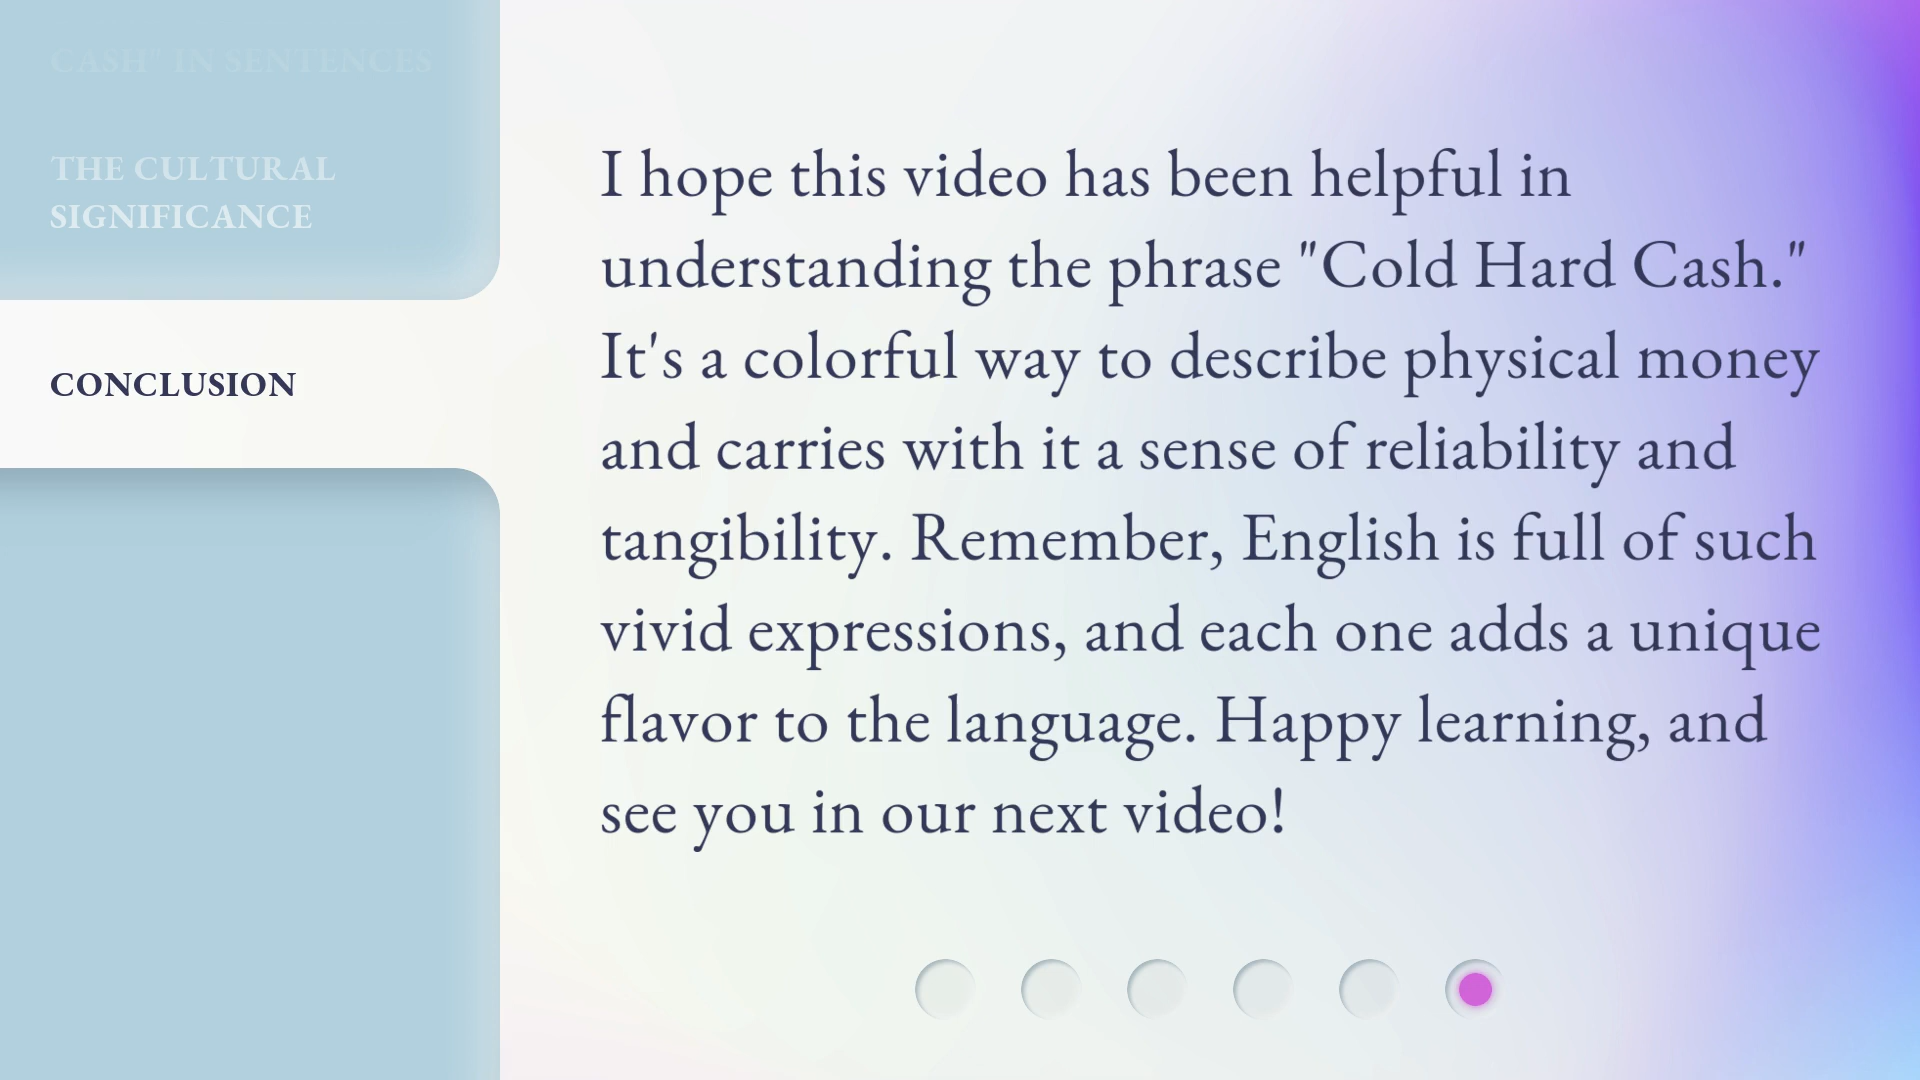 CASH" IN SENTENCES
THE CULTURAL
SIGNIFICANCE
CONCLUSION
I hope this video has been helpful in
understanding the phrase "Cold Hard Cash."
It's a colorful way to describe physical money
and carries with it a sense of reliability and
tangibility. Remember, English is full of such
vivid expressions, and each one adds a unique
flavor to the language. Happy learning, and
see you in our next video!